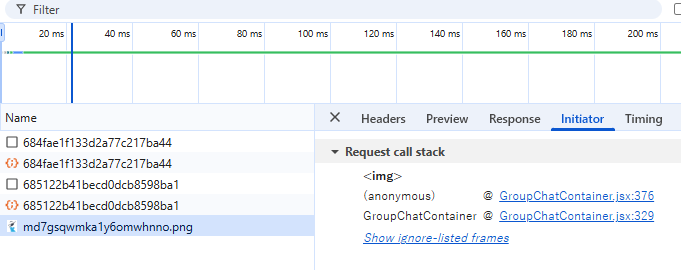 Filter
20 ms 40 ms 60 ms 80 ms 100 ms 120 ms 140 ms 160 ms 180 ms 200 ms
Name
Headers Preview Response Initiator Timing
684fae1f133d2a77c217ba44
684fae1f133d2a77c217ba44
685122b41becd0dcb8598ba1
685122b41becd0dcb8598ba1
md7gsqwmka1y6omwhnno.png
Request call stack
<img>
(anonymous) @ GroupChatContainer.jsx:376
GroupChatContainer @ GroupChatContainer.jsx:329
Show ignore-listed frames